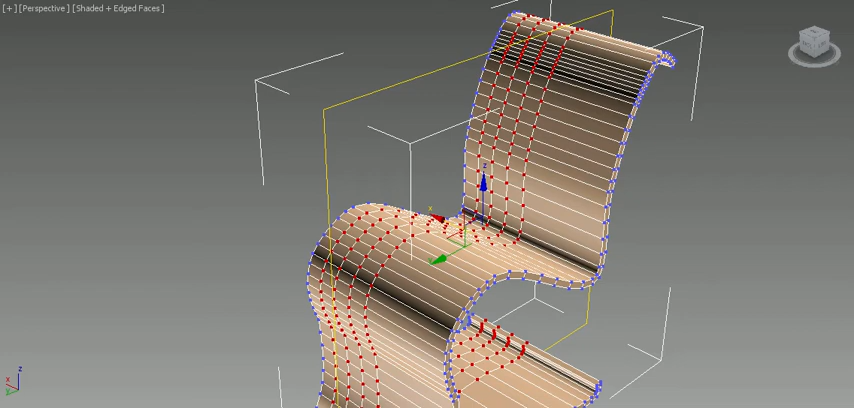 [ + ] [Perspective ] [Shaded + Edged Faces ]
z
x
y
z
x
y